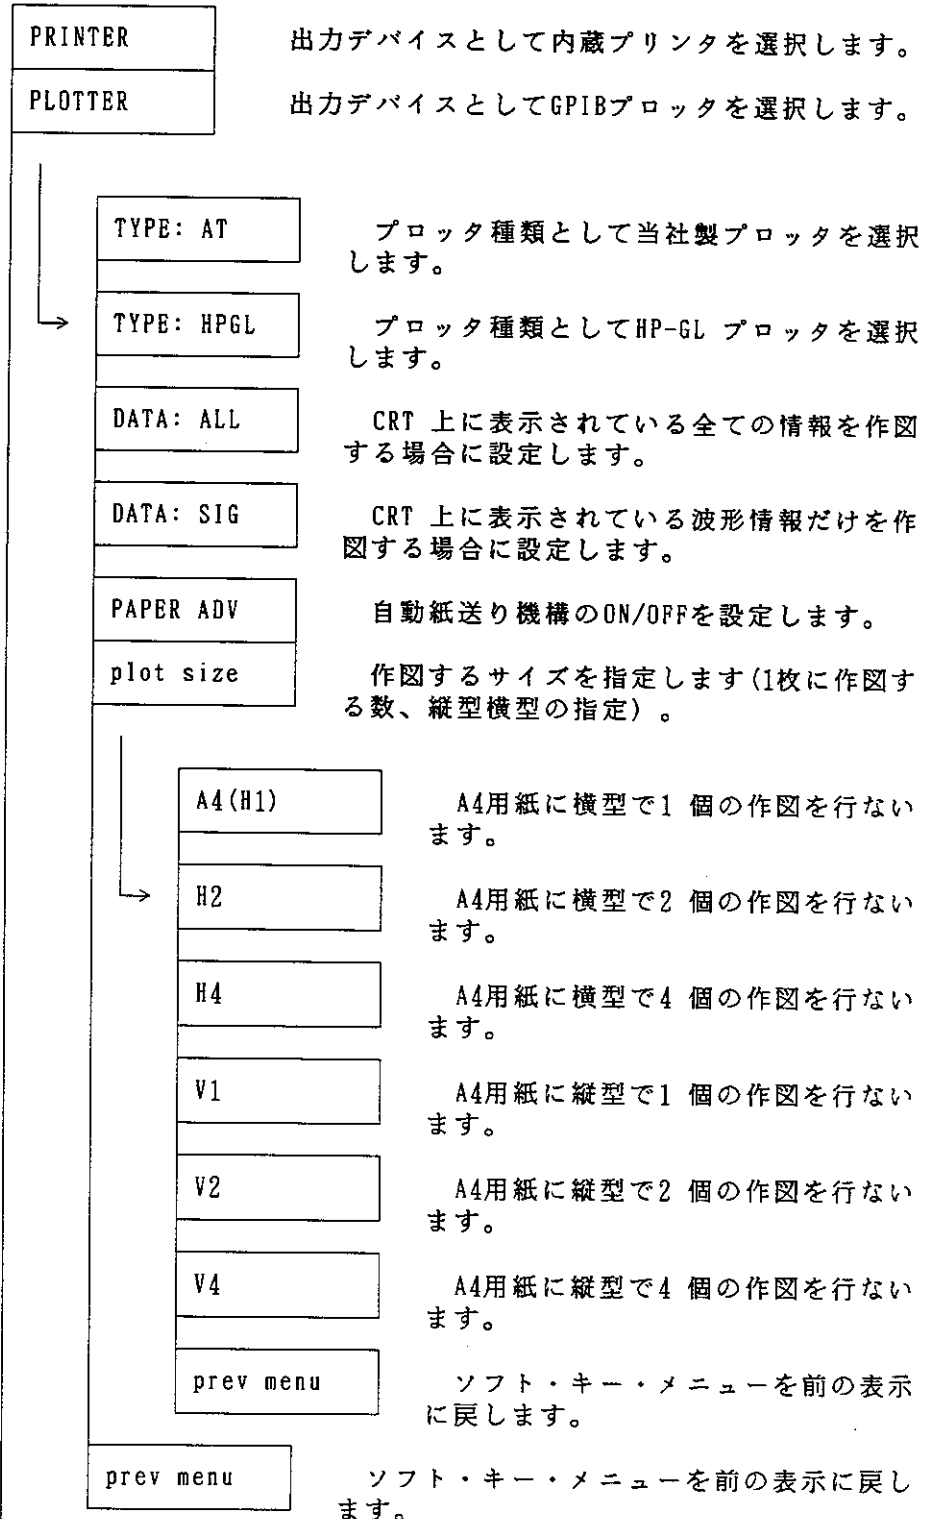 PRINTER 出力デバイスとして内蔵プリンタを選択します。
PLOTTER 出力デバイスとしてGPIBプロッタを選択します。
TYPE: AT プロッタ種類として当社製プロッタを選択
します。
TYPE: HPGL プロッタ種類としてHP-GL プロッタを選択
します。
DATA: ALL CRT 上に表示されている全ての情報を作図
する場合に設定します。
DATA: SIG CRT 上に表示されている波形情報だけを作
図する場合に設定します。
PAPER ADV 自動紙送り機構のON/OFFを設定します。
plot size 作図するサイズを指定します(1枚に作図す
る数、縦型横型の指定)。
A4(H1) A4用紙に横型で1 個の作図を行ない
ます。
H2 A4用紙に横型で2 個の作図を行ない
ます。
H4 A4用紙に横型で4 個の作図を行ない
ます。
V1 A4用紙に縦型で1 個の作図を行ない
ます。
V2 A4用紙に縦型で2 個の作図を行ない
ます。
V4 A4用紙に縦型で4 個の作図を行ない
ます。
prev menu ソフト・キー・メニューを前の表示
に戻します。
prev menu ソフト・キー・メニューを前の表示に戻し
ます。